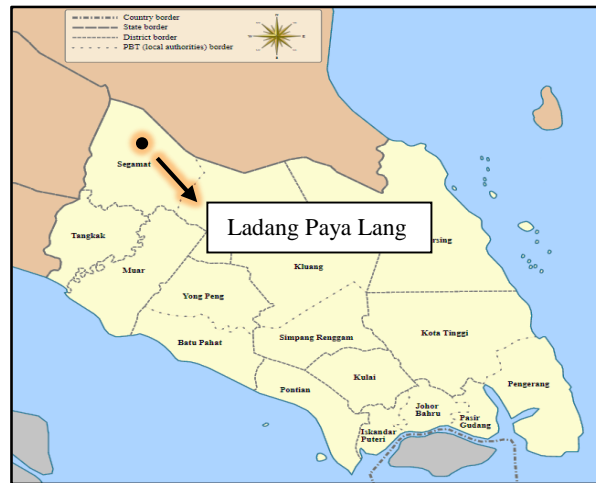 Country border
State border
District border
PBT (local authorities) border
Segamat
Ladang Paya Lang
Tangkak
rsing
Muar
Kluang
Yong Peng
Batu Pahat
Simpang Renggam
Kota Tinggi
Kulai
Pontian
Pengerang
Johor
Bahru
Pasir
Gudang
Iskandar
Puteri